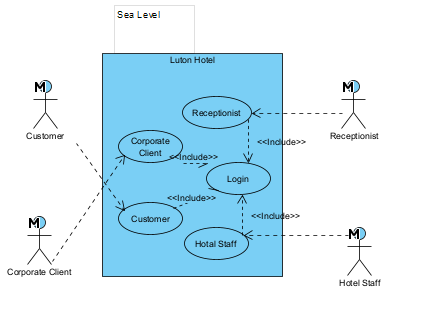 Sea Level
Luton Hotel
Receptionist
Customer
Receptionist
Corporate
Client
<<Include>>
<<Include>>
Login
<<Include>>
Customer
<<Include>>
Hotal Staff
Corporate Client
Hotel Staff